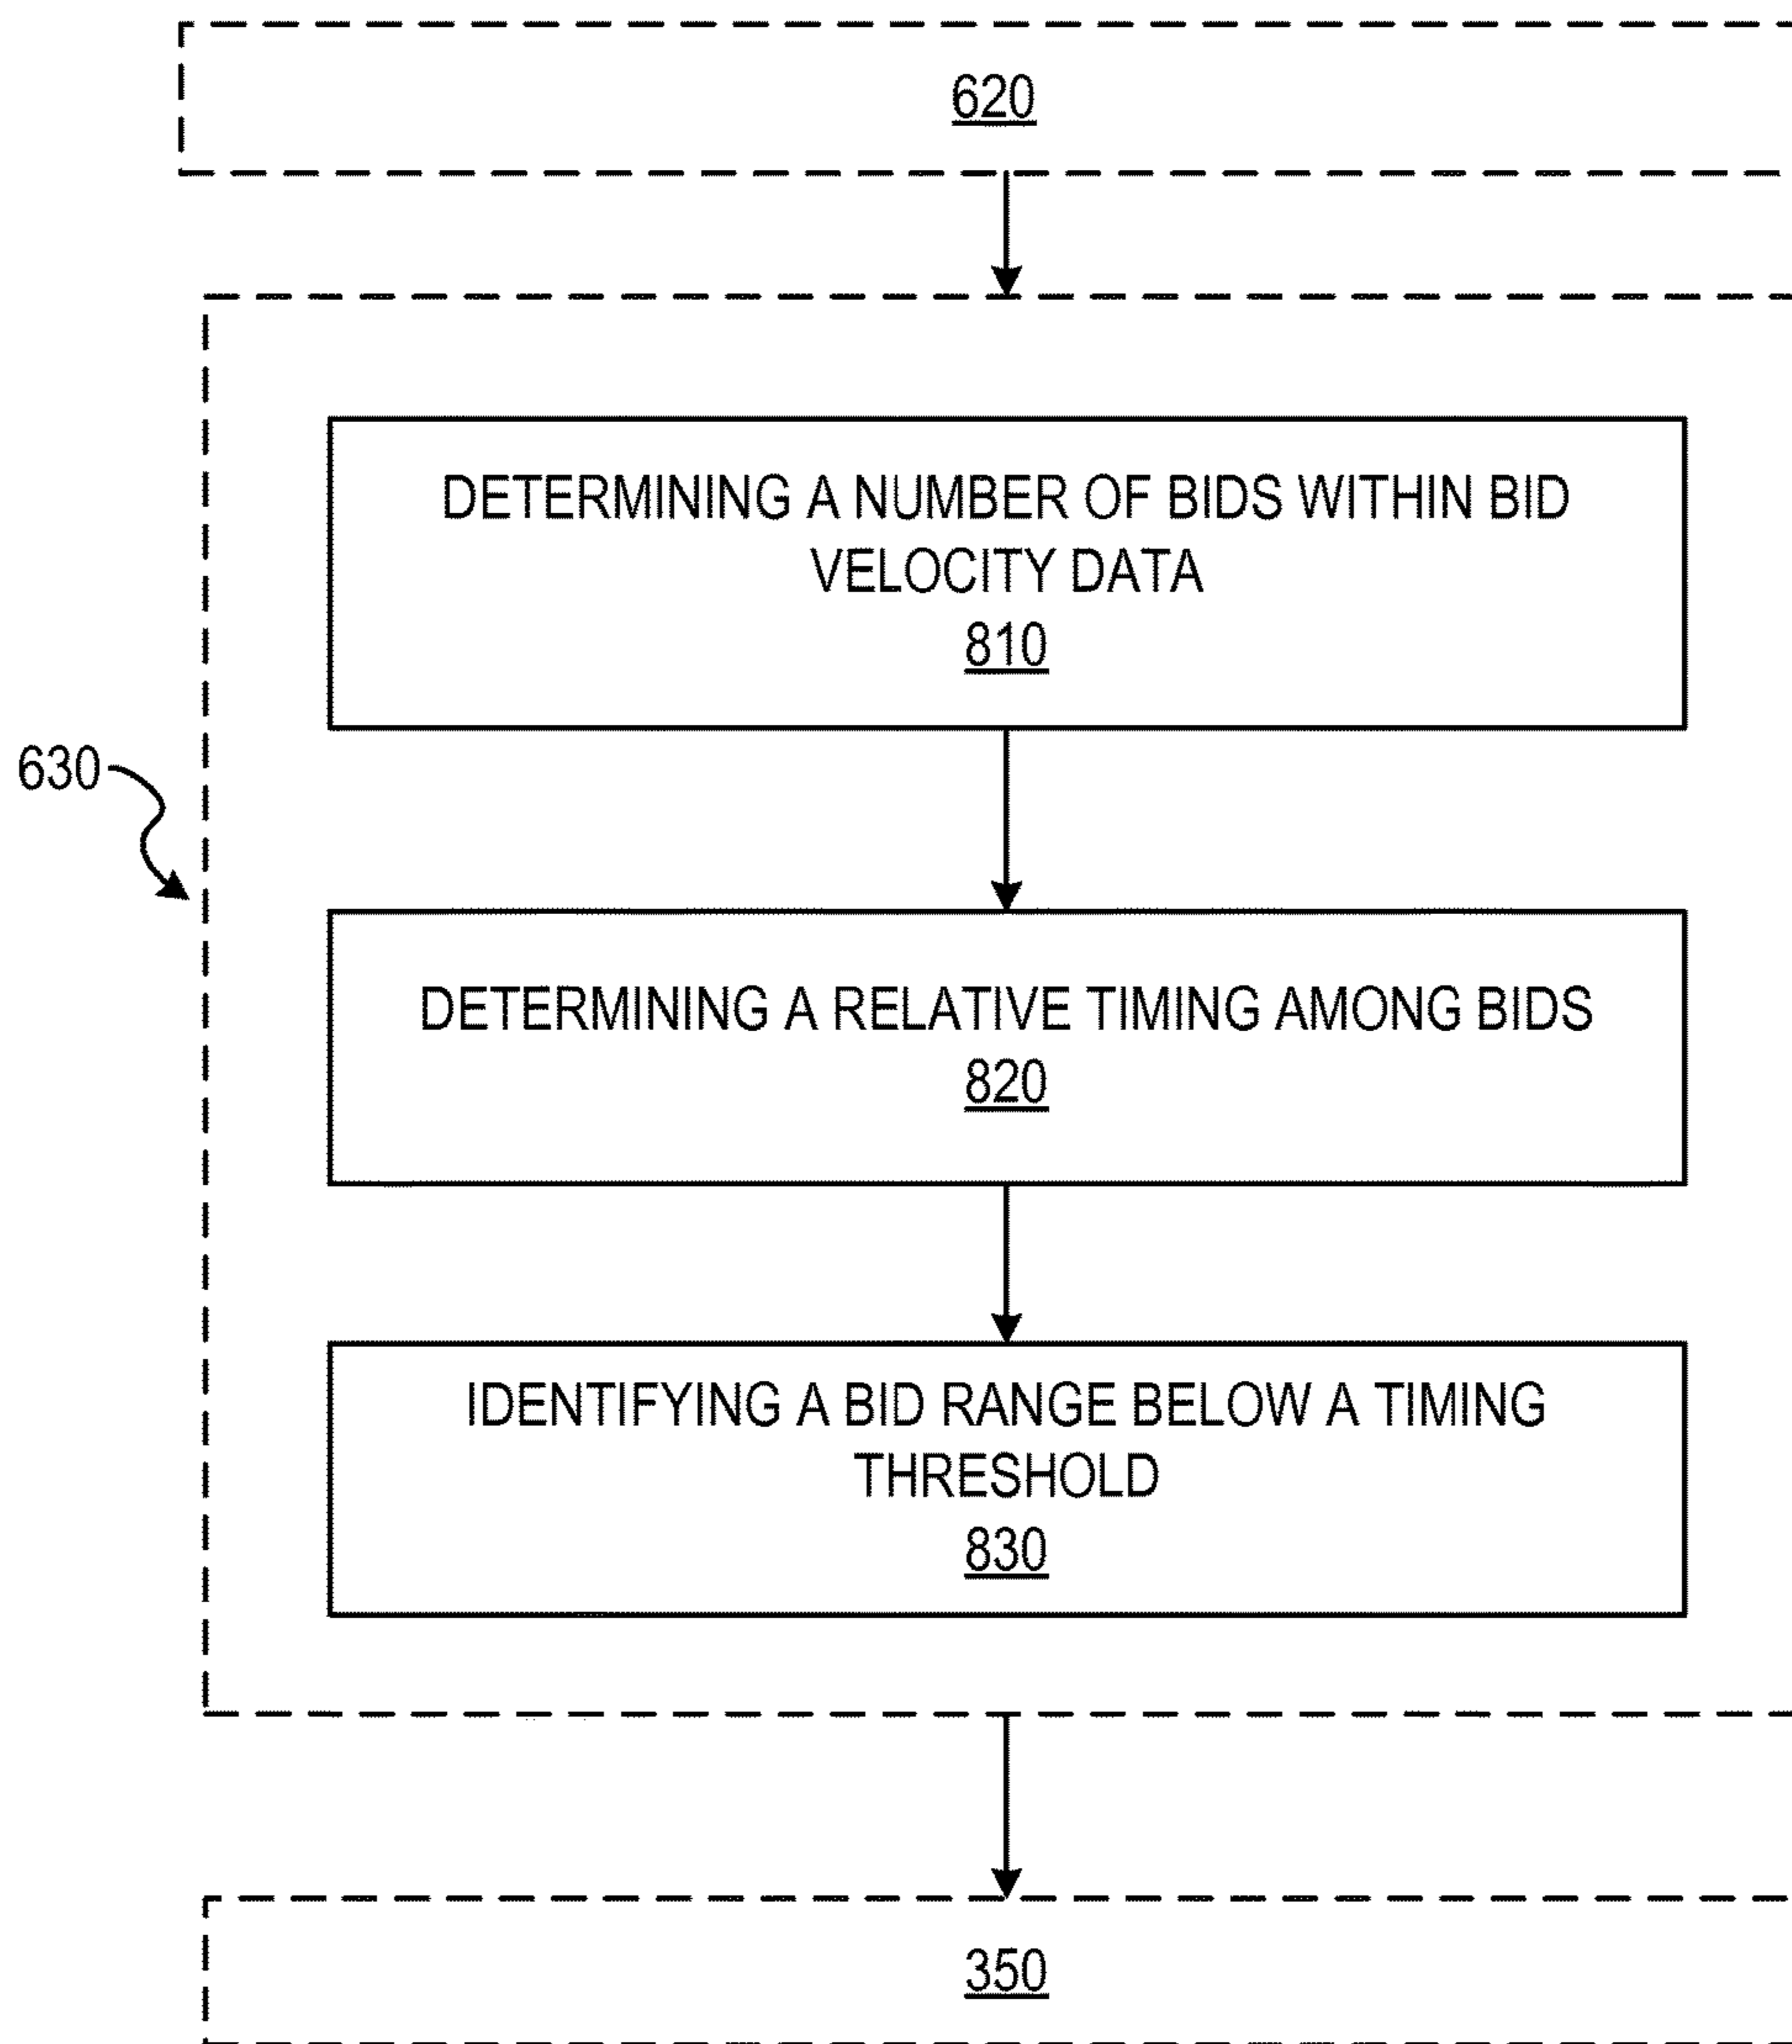 620
DETERMINING A NUMBER OF BIDS WITHIN BID
VELOCITY DATA
810
630
DETERMINING A RELATIVE TIMING AMONG BIDS
820
IDENTIFYING A BID RANGE BELOW A TIMING
THRESHOLD
830
350